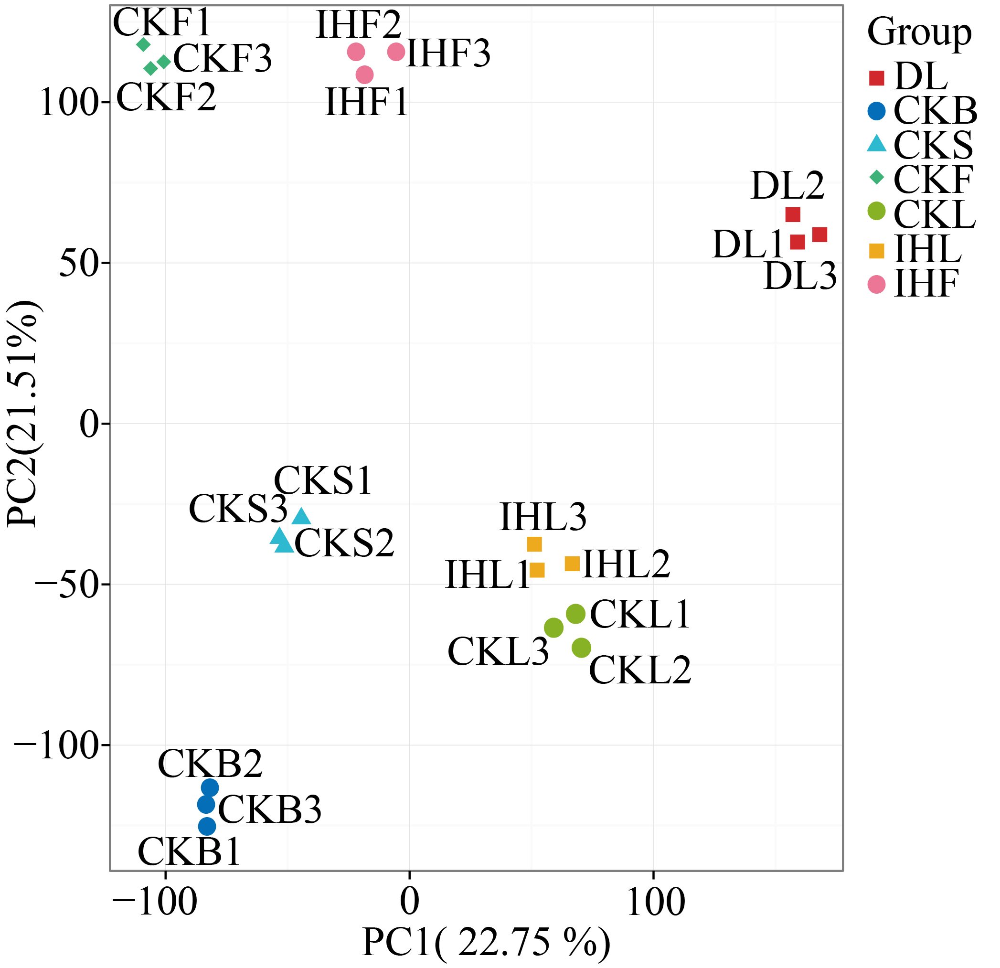 CKF1
IHF2
CKF3
IHF3
CKF2
IHF1
DL2
DL1
DL3
CKS1
CKS3
CKS2
IHL3
IHL1
IHL2
CKL1
CKL3
CKL2
CKB2
CKB3
CKB1
100
50
0
−50
−100
PC2(21.51%)
−100
0
100
PC1( 22.75 %)
Group
DL
CKB
CKS
CKF
CKL
IHL
IHF